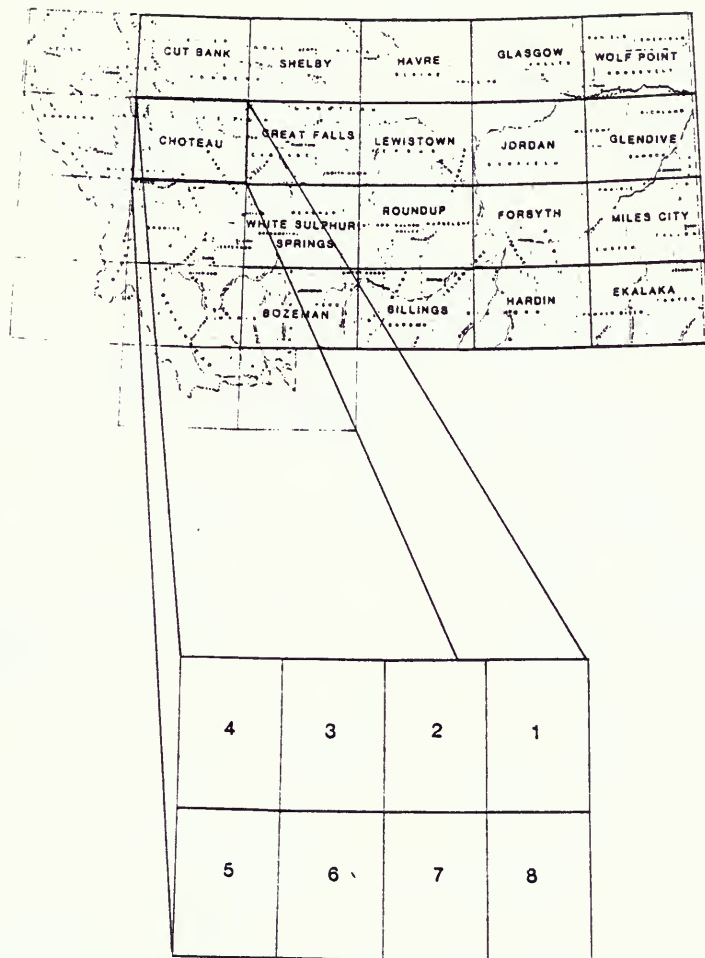 CUT BANK
SHELBY
HAVRE
GLASGOW
WOLF POINT
ROOSEVELT
CHOTEAU
GREAT FALLS
LEWISTOWN
JORDAN
GLENDIVE
WHITE SULPHUR
SPRINGS
ROUNDUP
FORSYTH
MILES CITY
BOZEMAN
BILLINGS
HARDIN
EKALAKA
4 3 2 1
5 6 7 8